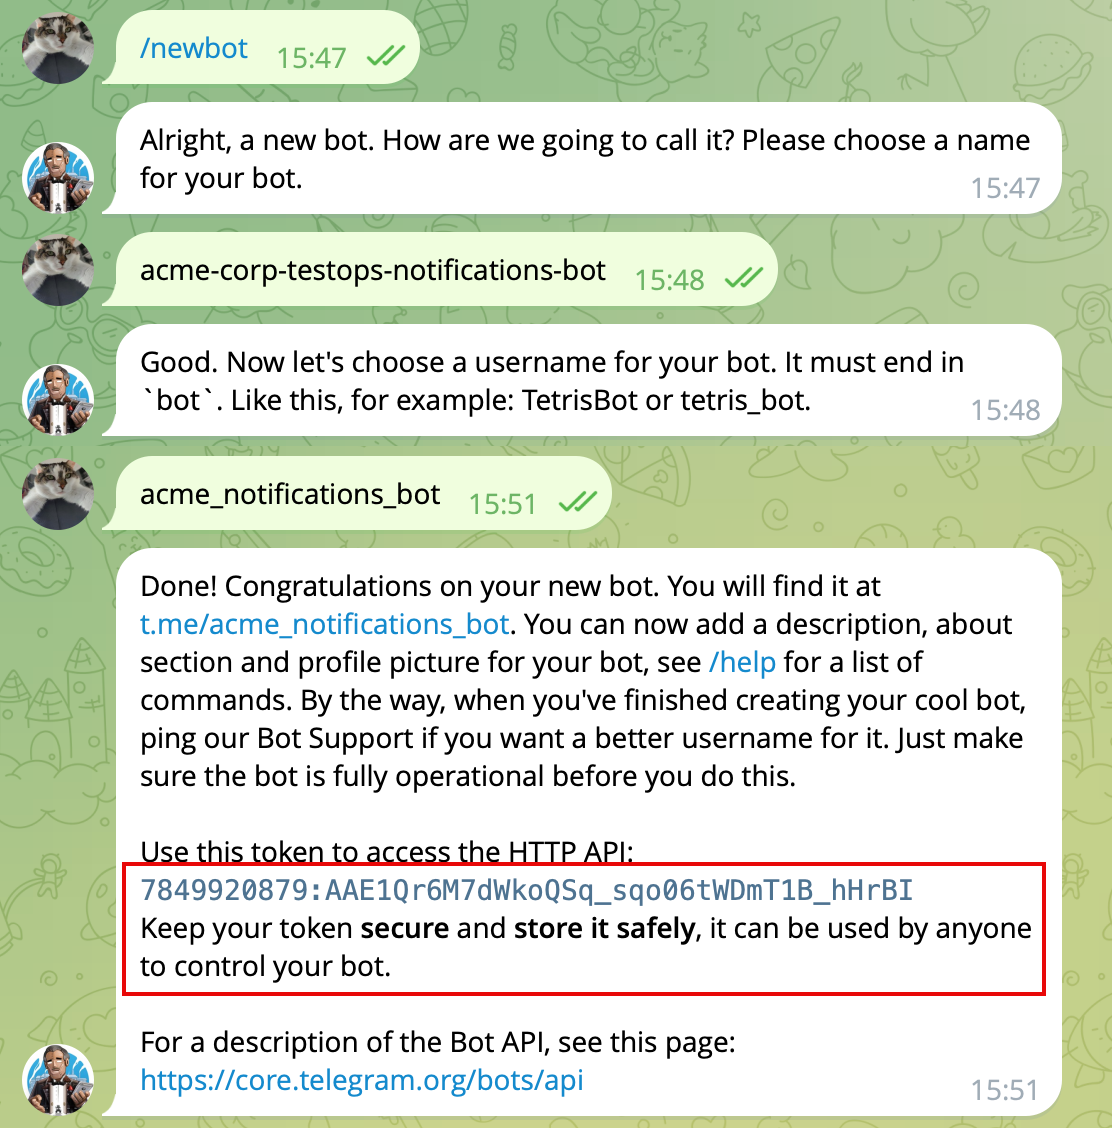 /newbot 15:47
Alright, a new bot. How are we going to call it? Please choose a name
for your bot.
15:47
acme-corp-testops-notifications-bot 15:48
Good. Now let's choose a username for your bot. It must end in
`bot`. Like this, for example: TetrisBot or tetris_bot.
15:48
acme_notifications_bot 15:51
Done! Congratulations on your new bot. You will find it at
t.me/acme_notifications_bot. You can now add a description, about
section and profile picture for your bot, see /help for a list of
commands. By the way, when you've finished creating your cool bot,
ping our Bot Support if you want a better username for it. Just make
sure the bot is fully operational before you do this.
Use this token to access the HTTP API:
7849920879:AAE1Qr6M7dWkoQSq_sqo06tWDmT1B_hHrBI
Keep your token secure and store it safely, it can be used by anyone
to control your bot.
For a description of the Bot API, see this page:
https://core.telegram.org/bots/api
15:51